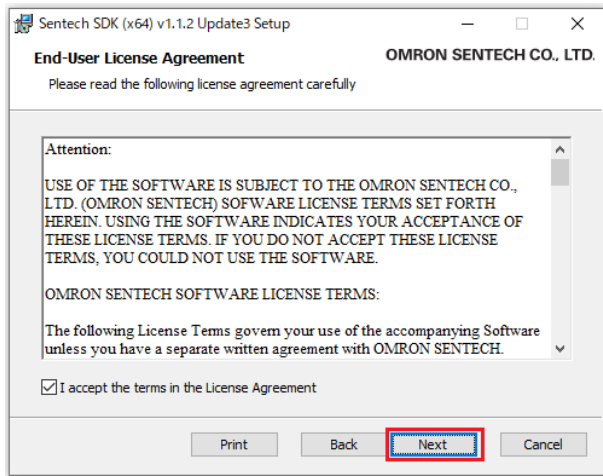 Sentech SDK (x64) v1.1.2 Update3 Setup
End-User License Agreement
OMRON SENTECH CO., LTD.
Please read the following license agreement carefully
Attention:
USE OF THE SOFTWARE IS SUBJECT TO THE OMRON SENTECH CO.,
LTD. (OMRON SENTECH) SOFWARE LICENSE TERMS SET FORTH
HEREIN. USING THE SOFTWARE INDICATES YOUR ACCEPTANCE OF
THESE LICENSE TERMS. IF YOU DO NOT ACCEPT THESE LICENSE
TERMS, YOU COULD NOT USE THE SOFTWARE.
OMRON SENTECH SOFTWARE LICENSE TERMS:
The following License Terms govern your use of the accompanying Software
unless you have a separate written agreement with OMRON SENTECH.
I accept the terms in the License Agreement
Print Back Next Cancel